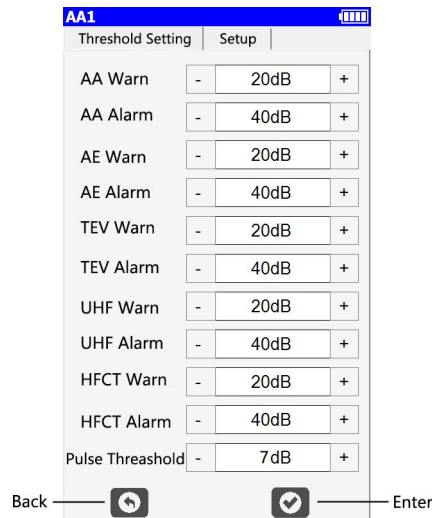 AA1
Threshold Setting Setup
AA Warn - 20dB +
AA Alarm - 40dB +
AE Warn - 20dB +
AE Alarm - 40dB +
TEV Warn - 20dB +
TEV Alarm - 40dB +
UHF Warn - 20dB +
UHF Alarm - 40dB +
HFCT Warn - 20dB +
HFCT Alarm - 40dB +
Pulse Threashold - 7dB +
Back Enter